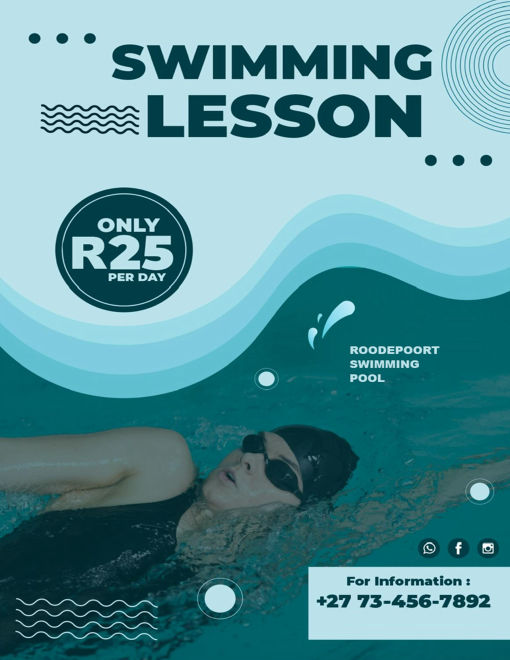 SWIMMING
LESSON
ONLY
R25
PER DAY
ROODEPOORT
SWIMMING
POOL
For Information :
+27 73-456-7892